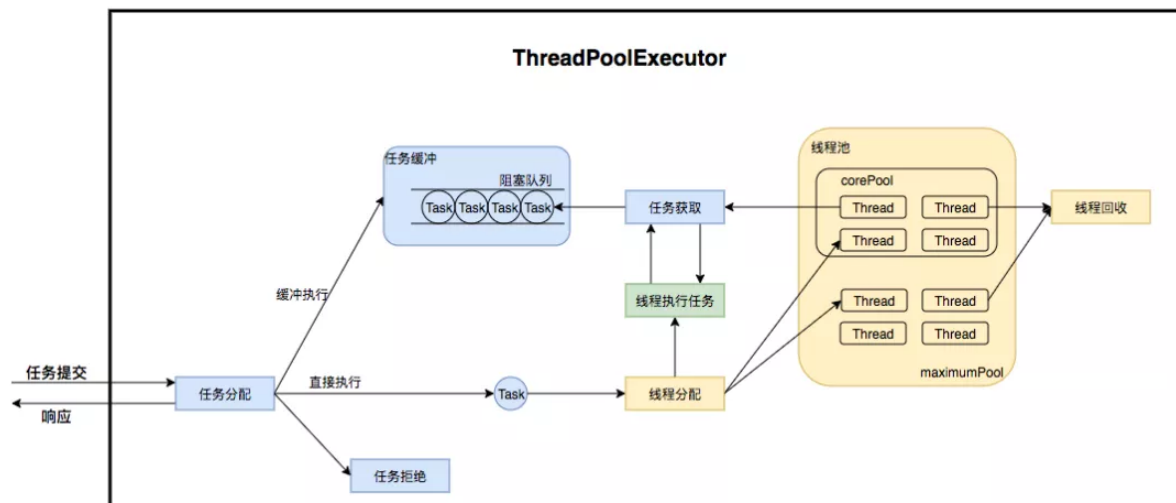 ThreadPoolExecutor
任务缓冲
阻塞队列
Task Task Task Task
任务获取
线程池
corePool
Thread Thread
Thread Thread
线程回收
缓冲执行
线程执行任务
Thread Thread
Thread Thread
maximumPool
任务提交
响应
任务分配
直接执行
Task
线程分配
任务拒绝